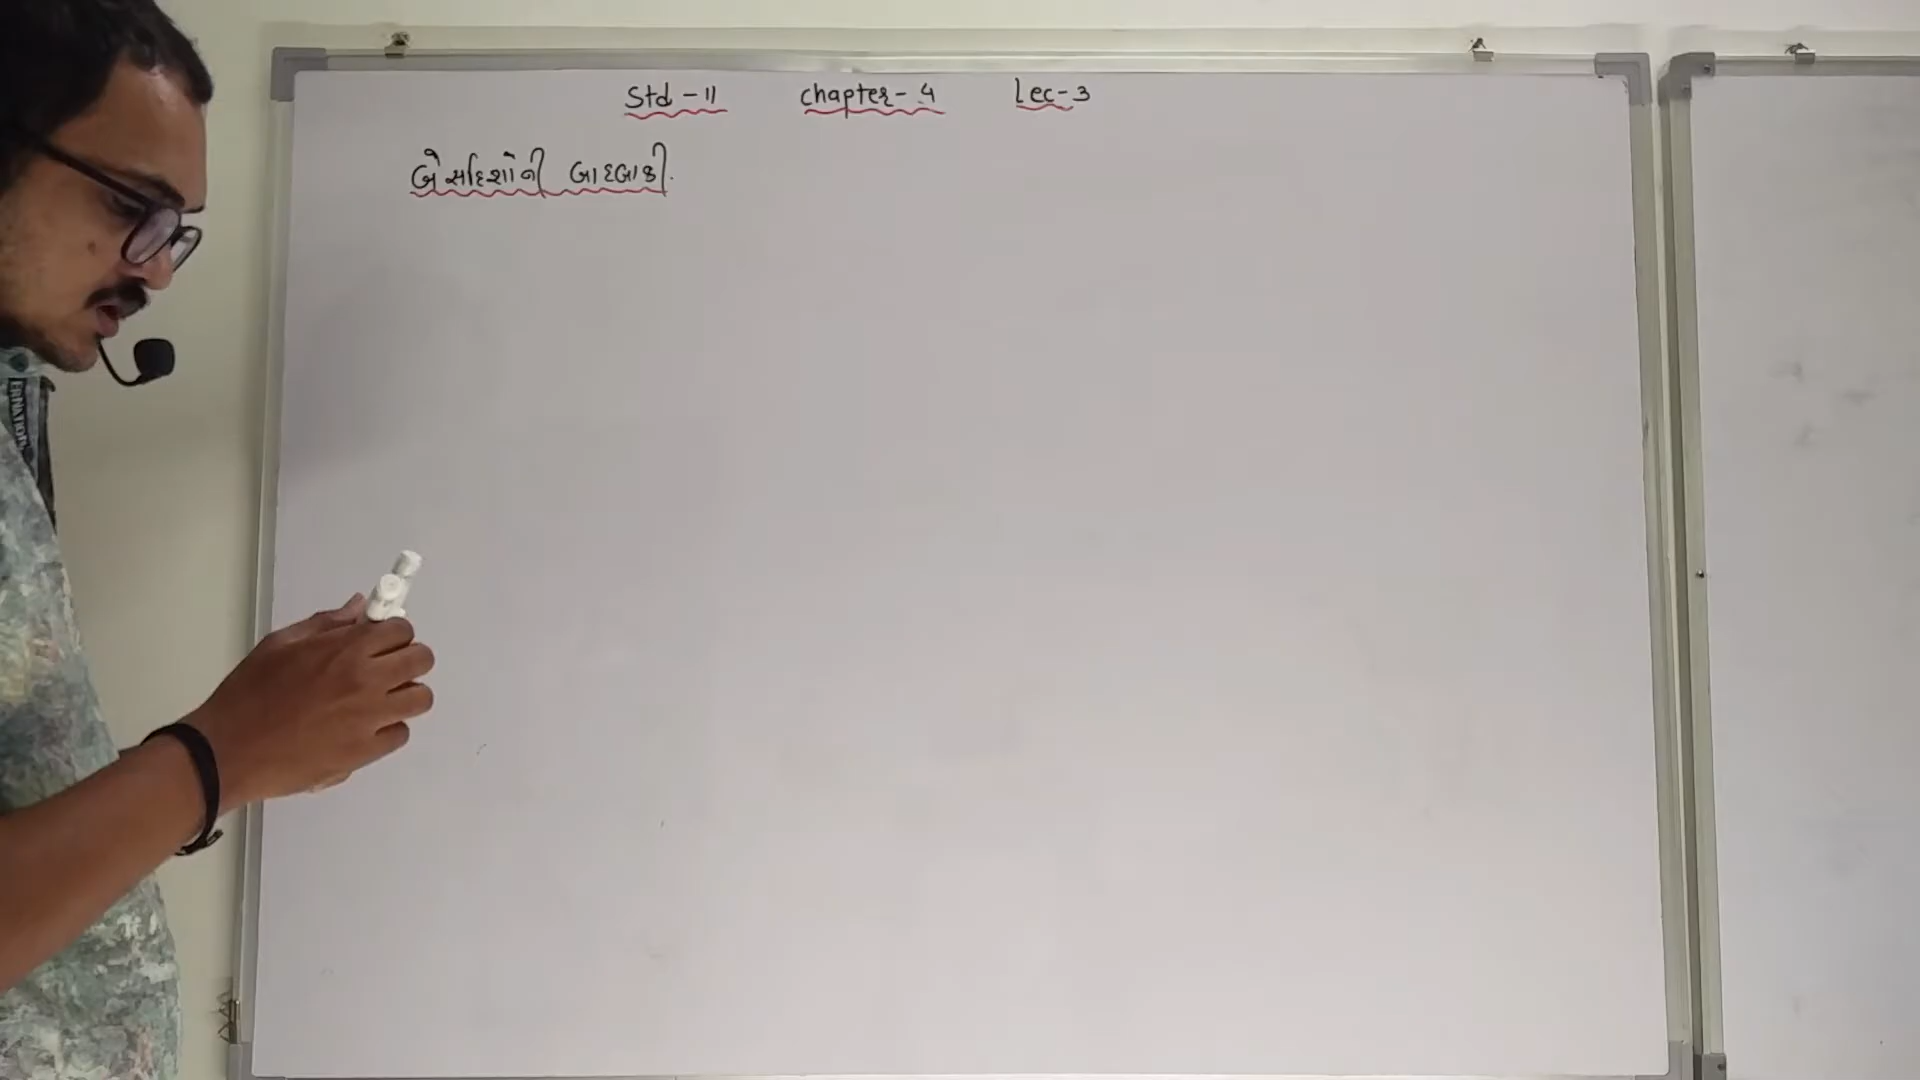 Std - 11 chapter - 4 Lec - 3
બે સદિશોની બાદબાકી.